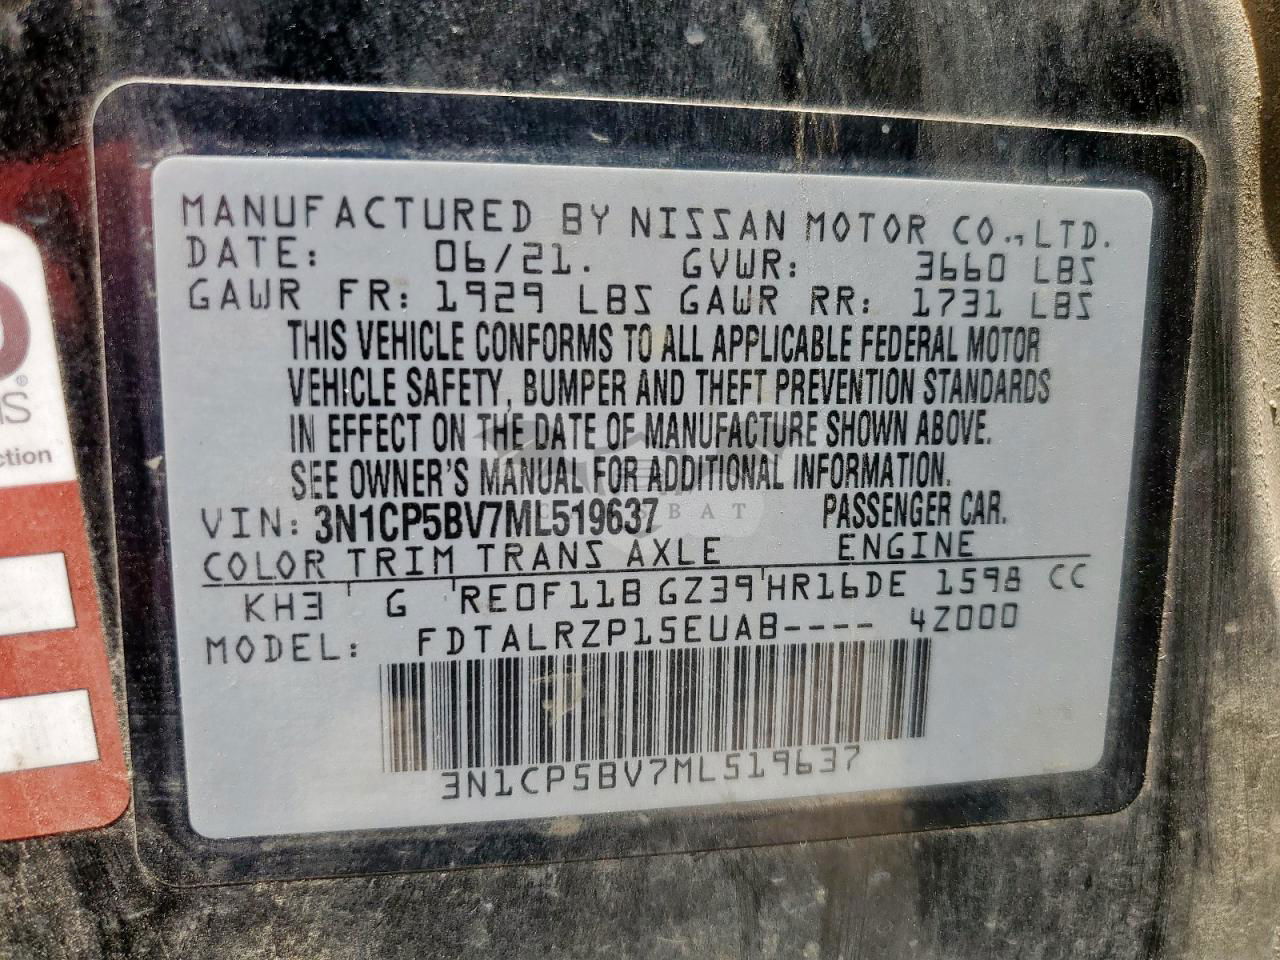 MANUFACTURED BY NISSAN MOTOR CO., LTD.
DATE: 06/21. GVWR: 3660 LBS
GAWR FR: 1929 LBS GAWR RR: 1731 LBS
THIS VEHICLE CONFORMS TO ALL APPLICABLE FEDERAL MOTOR
VEHICLE SAFETY, BUMPER AND THEFT PREVENTION STANDARDS
IN EFFECT ON THE DATE OF MANUFACTURE SHOWN ABOVE.
SEE OWNER'S MANUAL FOR ADDITIONAL INFORMATION.
VIN: 3N1CP5BV7ML519637 PASSENGER CAR.
COLOR TRIM TRANS AXLE ENGINE
KH3 G RE0F11B GZ39 HR16DE 1598 CC
MODEL: FDTALRZP15EUAB---- 4Z000
3N1CP5BV7ML519637
ction